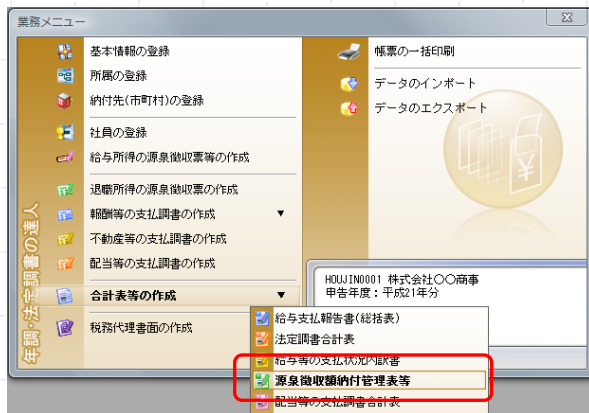 業務メニュー
年調・法定調書の達人
基本情報の登録
所属の登録
納付先(市町村)の登録
社員の登録
給与所得の源泉徴収票等の作成
退職所得の源泉徴収票の作成
報酬等の支払調書の作成 ▼
不動産等の支払調書の作成
配当等の支払調書の作成
合計表等の作成 ▼
税務代理書面の作成
帳票の一括印刷
データのインポート
データのエクスポート
HOUJIN0001 株式会社〇〇商事
申告年度:平成21年分
給与支払報告書(総括表)
法定調書合計表
給与等の支払状況内訳書
源泉徴収額納付管理表等
配当等の支払調書合計表